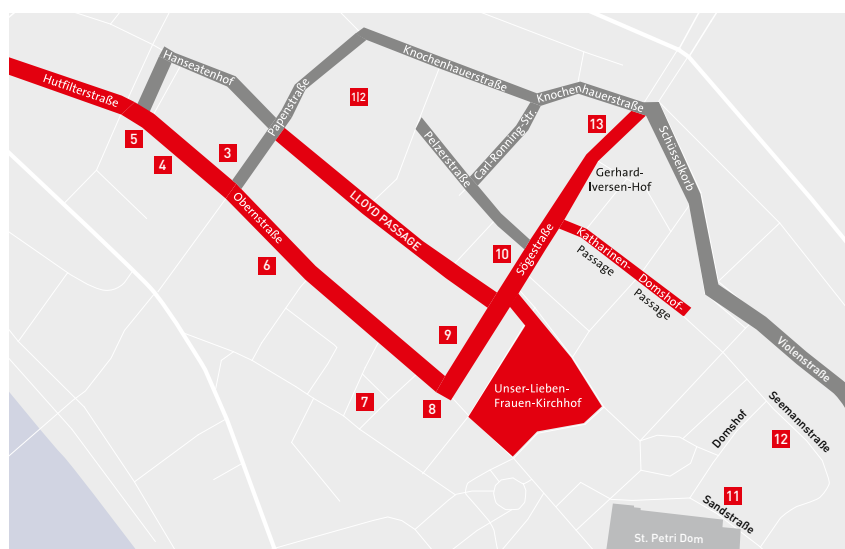 Hutfilterstraße
Hanseatenhof
Papenstraße
Knochenhauerstraße
Knochenhauerstraße
1|2
13
5
4
3
Pelzerstraße
Carl-Ronning-Str.
Schüsselkorb
Gerhard-
Iversen-Hof
Obernstraße
LLOYD PASSAGE
Sögestraße
10
6
Katharinen-
Passage
Domshof-
Passage
9
Violenstraße
Unser-Lieben-
Frauen-Kirchhof
7
8
Domshof
Seemannstraße
12
11
Sandstraße
St. Petri Dom